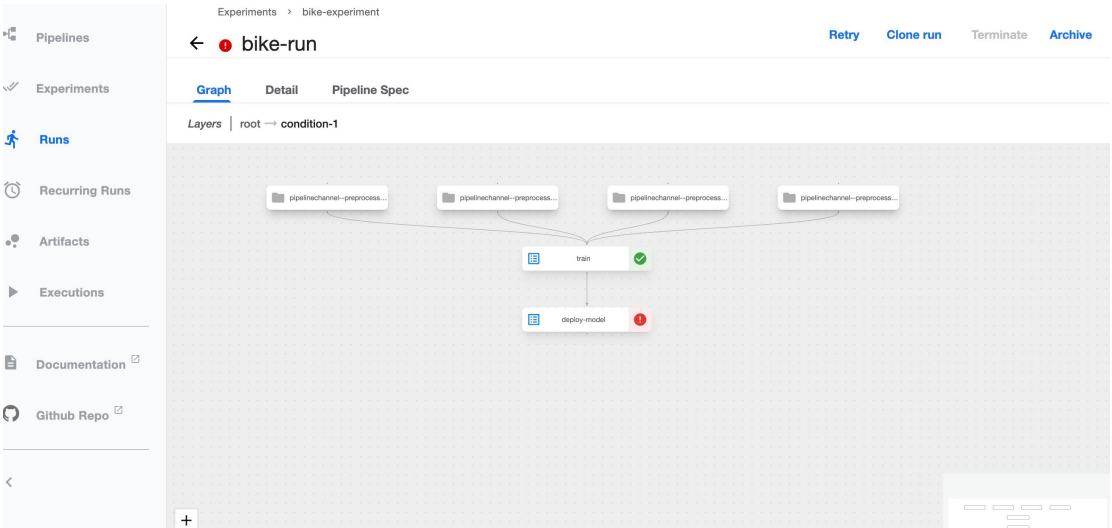 Experiments > bike-experiment
bike-run
Retry Clone run Terminate Archive
Graph Detail Pipeline Spec
Layers | root → condition-1
Pipelines
Experiments
Runs
Recurring Runs
Artifacts
Executions
Documentation
Github Repo
pipelinechannel--preprocess... pipelinechannel--preprocess... pipelinechannel--preprocess... pipelinechannel--preprocess...
train
deploy-model